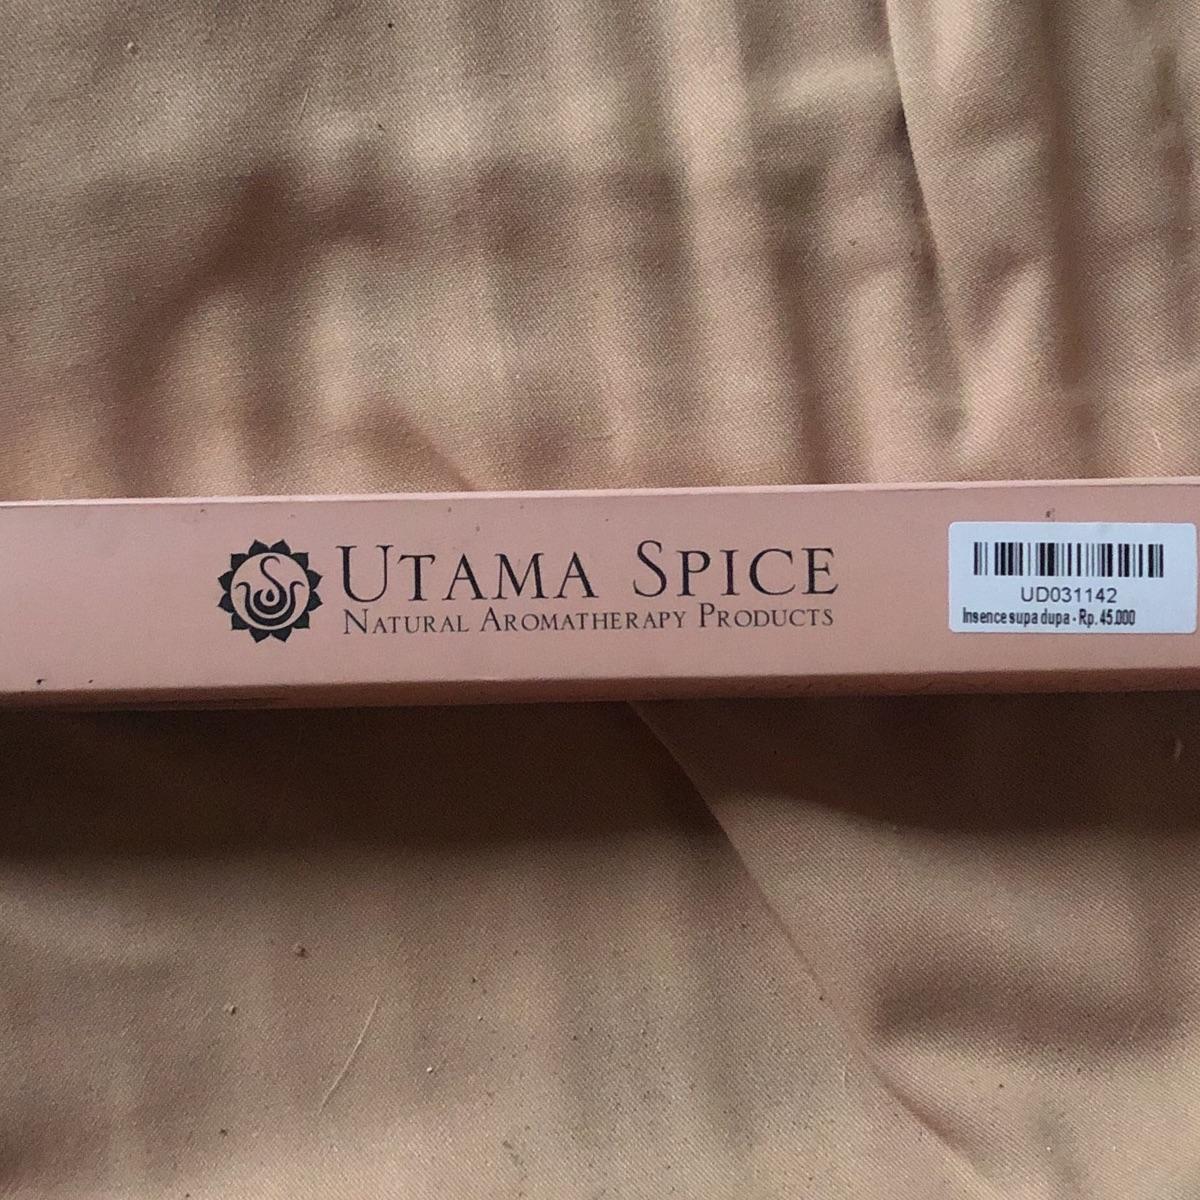 UTAMA SPICE
NATURAL AROMATHERAPY PRODUCTS
UD031142
Insence supa dupa - Rp. 45.000